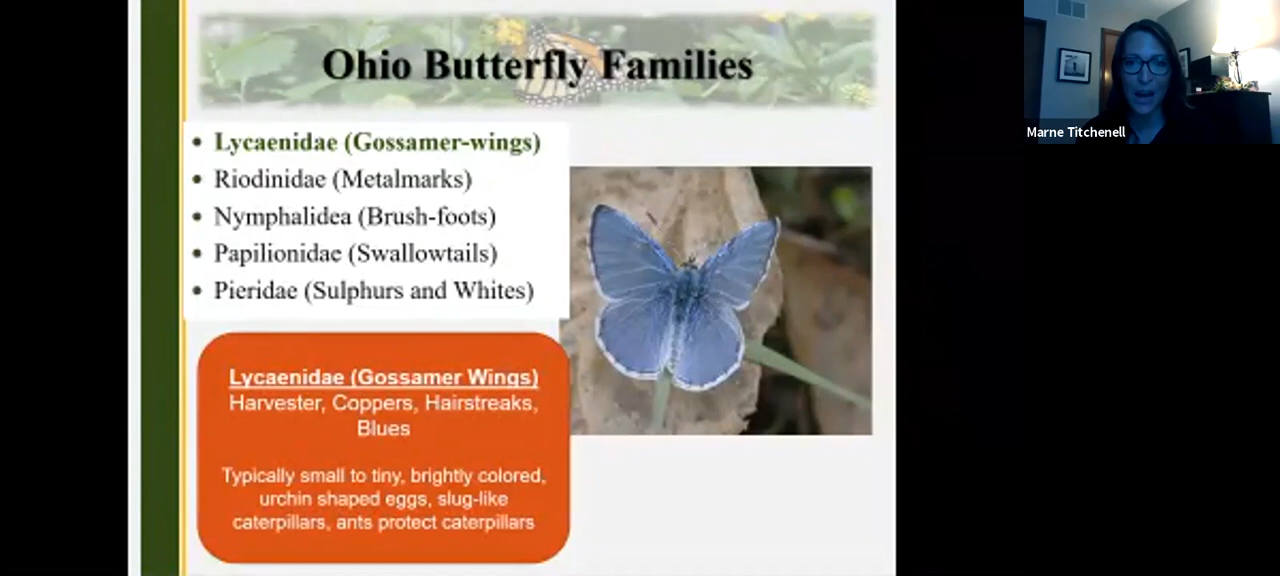 Ohio Butterfly Families
• Lycaenidae (Gossamer-wings)
• Riodinidae (Metalmarks)
• Nymphalidea (Brush-foots)
• Papilionidae (Swallowtails)
• Pieridae (Sulphurs and Whites)
Lycaenidae (Gossamer Wings)
Harvester, Coppers, Hairstreaks,
Blues
Typically small to tiny, brightly colored,
urchin shaped eggs, slug-like
caterpillars, ants protect caterpillars
Marne Titchenell